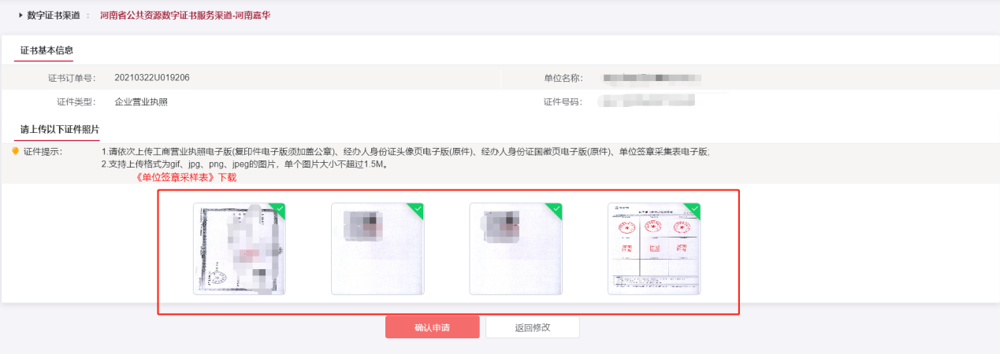 数字证书渠道 : 河南省公共资源数字证书服务渠道-河南嘉华
证书基本信息
证书订单号: 20210322U019206 单位名称:
证件类型: 企业营业执照 证件号码:
请上传以下证件照片
证件提示: 1.请依次上传工商营业执照电子版(复印件电子版须加盖公章)、经办人身份证头像页电子版(原件)、经办人身份证国徽页电子版(原件)、单位签章采集表电子版;
2.支持上传格式为gif、jpg、png、jpeg的图片，单个图片大小不超过1.5M。
《单位签章采样表》下载
确认申请 返回修改